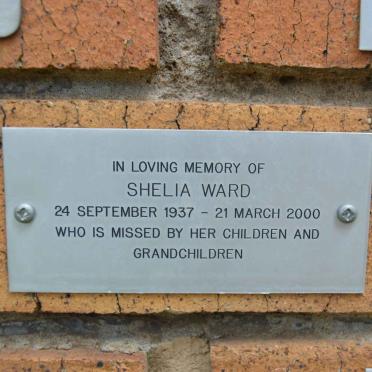 IN LOVING MEMORY OF
SHELIA WARD
24 SEPTEMBER 1937 - 21 MARCH 2000
WHO IS MISSED BY HER CHILDREN AND
GRANDCHILDREN